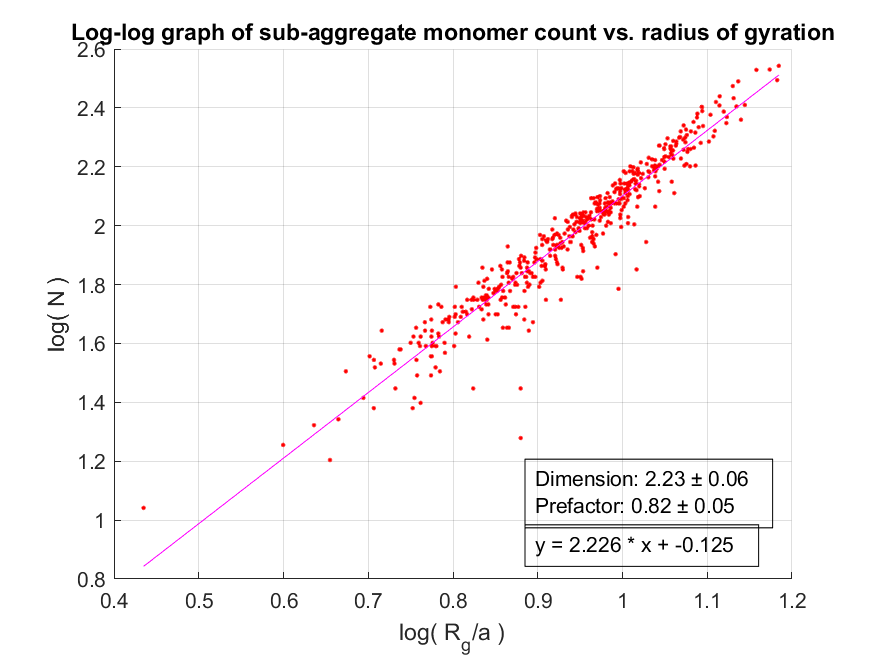 Log-log graph of sub-aggregate monomer count vs. radius of gyration
2.6
2.4
2.2
2
1.8
1.6
1.4
1.2
1
0.8
log( N )
Dimension: 2.23 ± 0.06
Prefactor: 0.82 ± 0.05
y = 2.226 * x + -0.125
0.4 0.5 0.6 0.7 0.8 0.9 1 1.1 1.2
log( R_g/a )